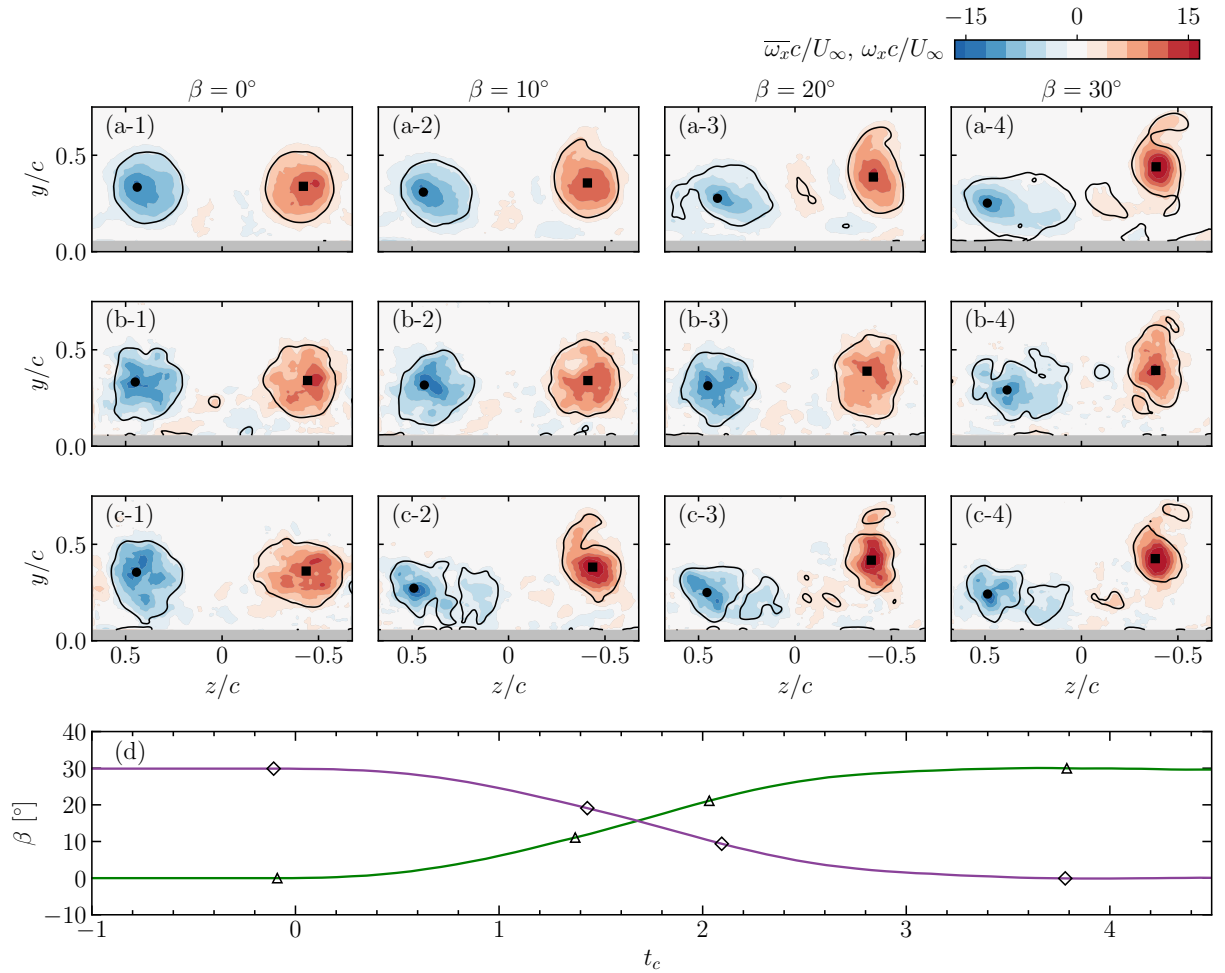 −15 0 15
$\overline{\omega_x}c/U_\infty$, $\omega_x c/U_\infty$
β = 0° β = 10° β = 20° β = 30°
(a-1) (a-2) (a-3) (a-4)
0.5
y/c
0.0
(b-1) (b-2) (b-3) (b-4)
0.5
y/c
0.0
(c-1) (c-2) (c-3) (c-4)
0.5
y/c
0.0
0.5 0 −0.5 0.5 0 −0.5 0.5 0 −0.5 0.5 0 −0.5
z/c z/c z/c z/c
40
(d)
30
20
β [°]
10
0
−10
−1 0 1 2 3 4
$t_c$